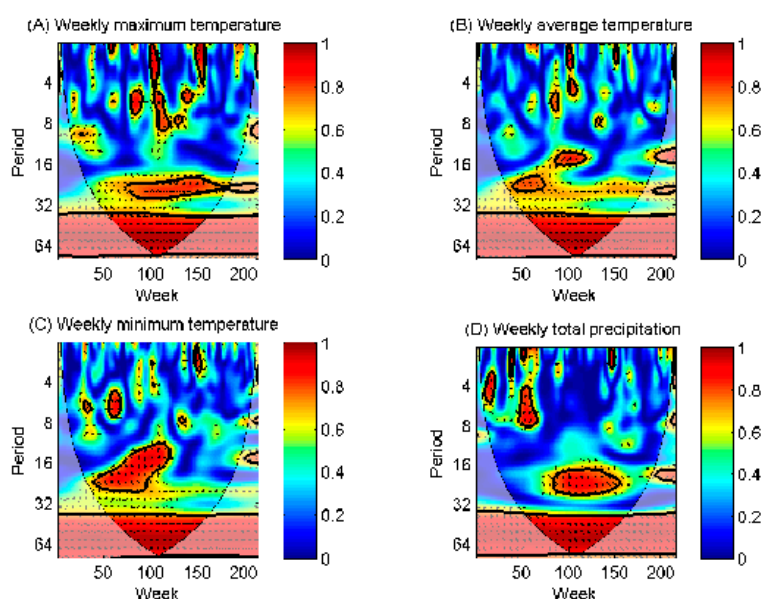 (A) Weekly maximum temperature
(B) Weekly average temperature
4
8
16
32
64
Period
50 100 150 200
Week
1
0.8
0.6
0.4
0.2
0
4
8
16
32
64
Period
50 100 150 200
Week
1
0.8
0.6
0.4
0.2
0
(C) Weekly minimum temperature
(D) Weekly total precipitation
4
8
16
32
64
Period
50 100 150 200
Week
1
0.8
0.6
0.4
0.2
0
4
8
16
32
64
Period
50 100 150 200
Week
1
0.8
0.6
0.4
0.2
0